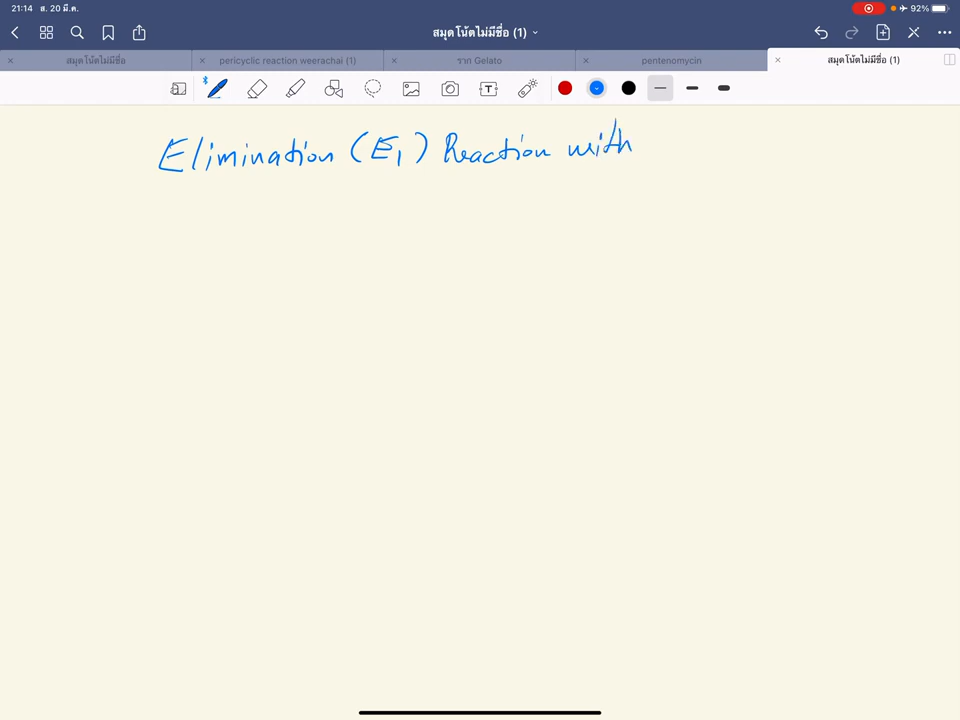 21:14 ส. 20 มี.ค. 92%
สมุดโน้ตไม่มีชื่อ (1)
สมุดโน้ตไม่มีชื่อ pericyclic reaction weerachai (1) ราก Gelato pentenomycin สมุดโน้ตไม่มีชื่อ (1)
T
Elimination (E1) Reaction with